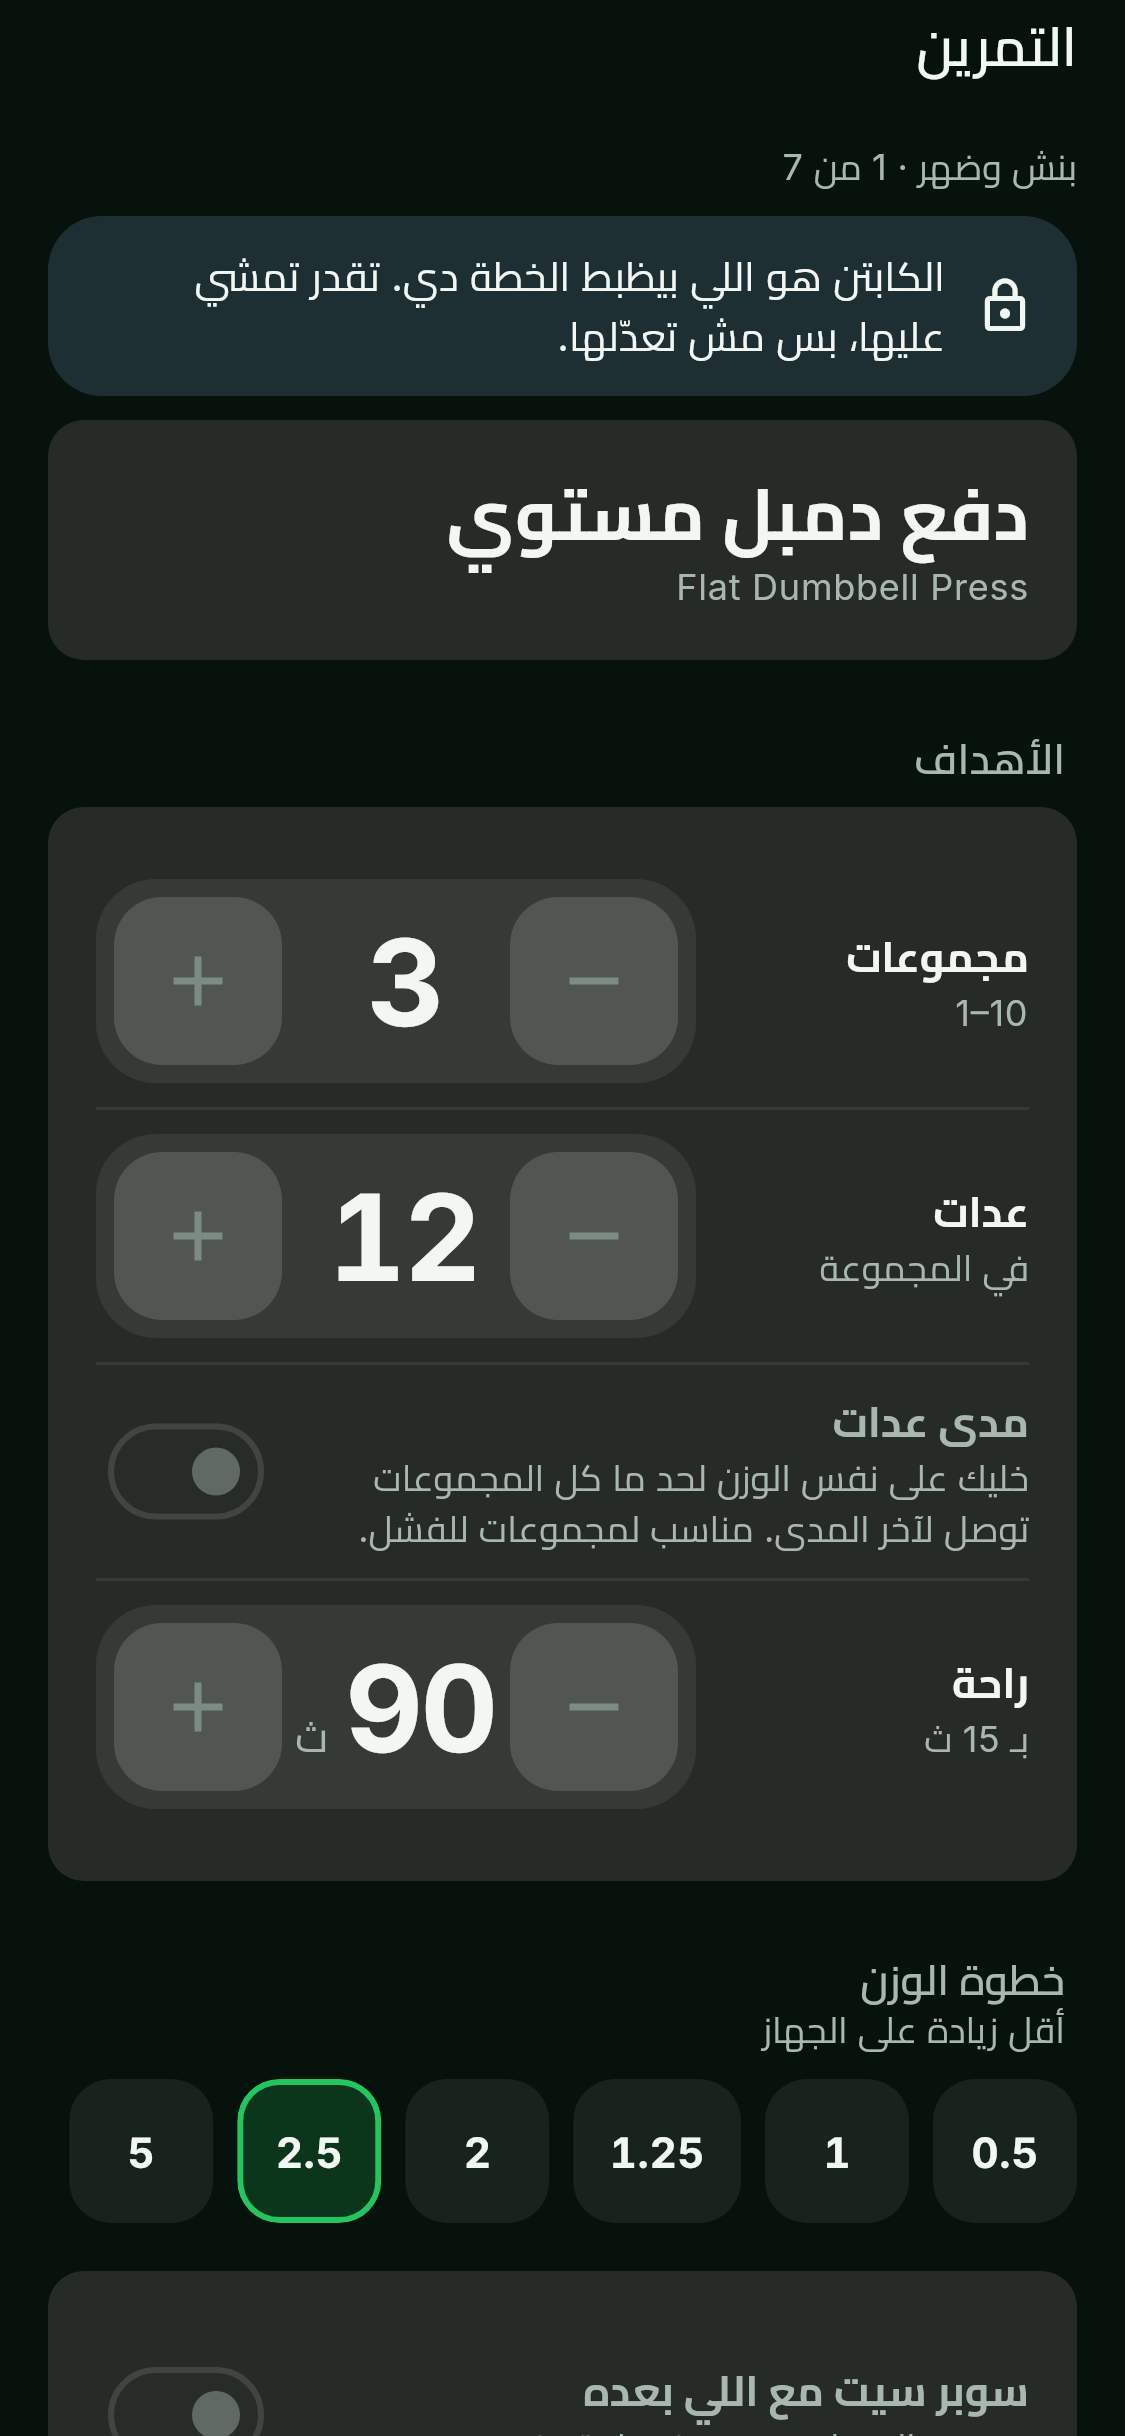 التمرين
بنش وضهر · 1 من 7
الكابتن هو اللي بيظبط الخطة دي. تقدر تمشي
عليها، بس مش تعدّلها.
دفع دمبل مستوي
Flat Dumbbell Press
الأهداف
مجموعات
1–10
− 3 +
عدات
في المجموعة
− 12 +
مدى عدات
خليك على نفس الوزن لحد ما كل المجموعات
توصل لآخر المدى. مناسب لمجموعات للفشل.
راحة
بـ 15 ث
− 90 ث +
خطوة الوزن
أقل زيادة على الجهاز
0.5 1 1.25 2 2.5 5
سوبر سيت مع اللي بعده